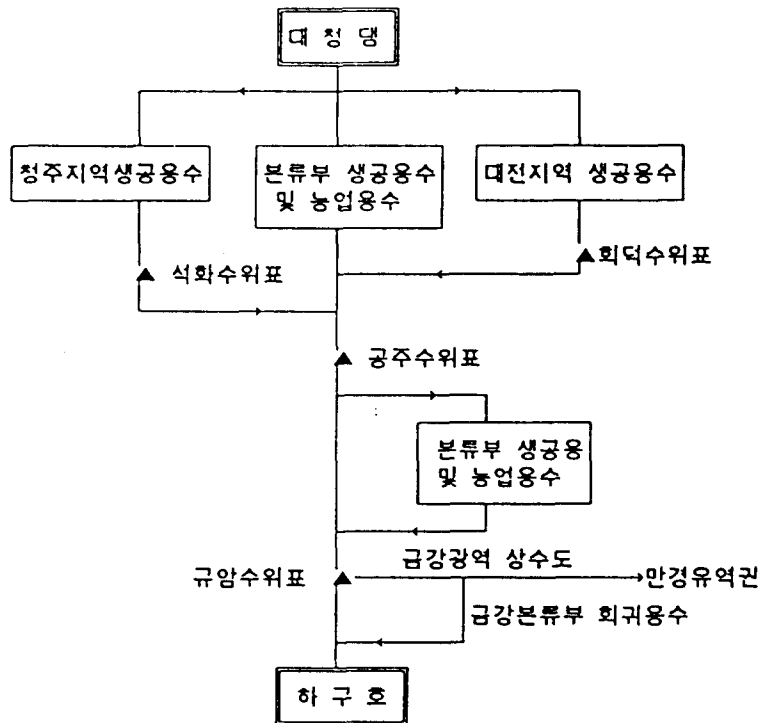 대 청 댐
청주지역생공용수
본류부 생공용수
및 농업용수
대전지역 생공용수
석화수위표
회덕수위표
공주수위표
본류부 생공용
및 농업용수
규암수위표
금강광역 상수도
만경유역권
금강본류부 회귀용수
하 구 호